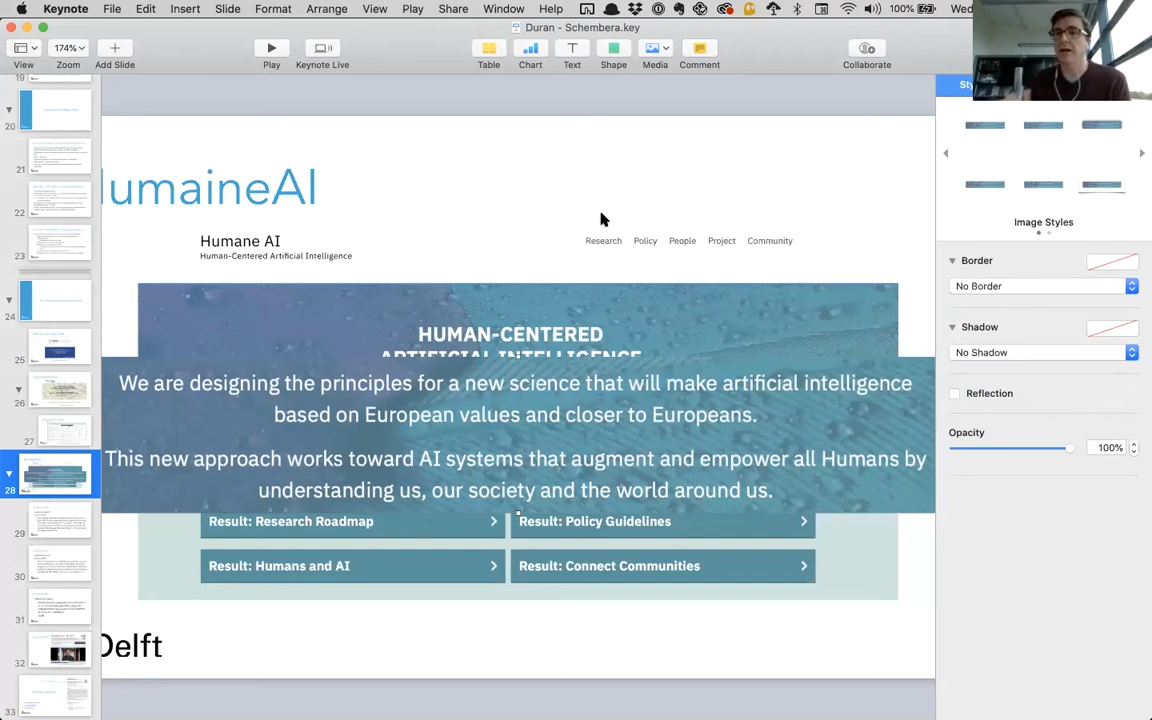 Keynote File Edit Insert Slide Format Arrange View Play Share Window Help 100%
Duran - Schembera.key
174%
View Zoom Add Slide Play Keynote Live Table Chart Text Shape Media Comment Collaborate
19
20
21
22
23
24
25
26
27
28
29
30
31
32
33
umaineAI
Humane AI
Human-Centered Artificial Intelligence
Research Policy People Project Community
HUMAN-CENTERED
ARTIFICIAL INTELLIGENCE
We are designing the principles for a new science that will make artificial intelligence
based on European values and closer to Europeans.
This new approach works toward AI systems that augment and empower all Humans by
understanding us, our society and the world around us.
Result: Research Roadmap
Result: Policy Guidelines
Result: Humans and AI
Result: Connect Communities
Delft
Image Styles
Border
No Border
Shadow
No Shadow
Reflection
Opacity
100%